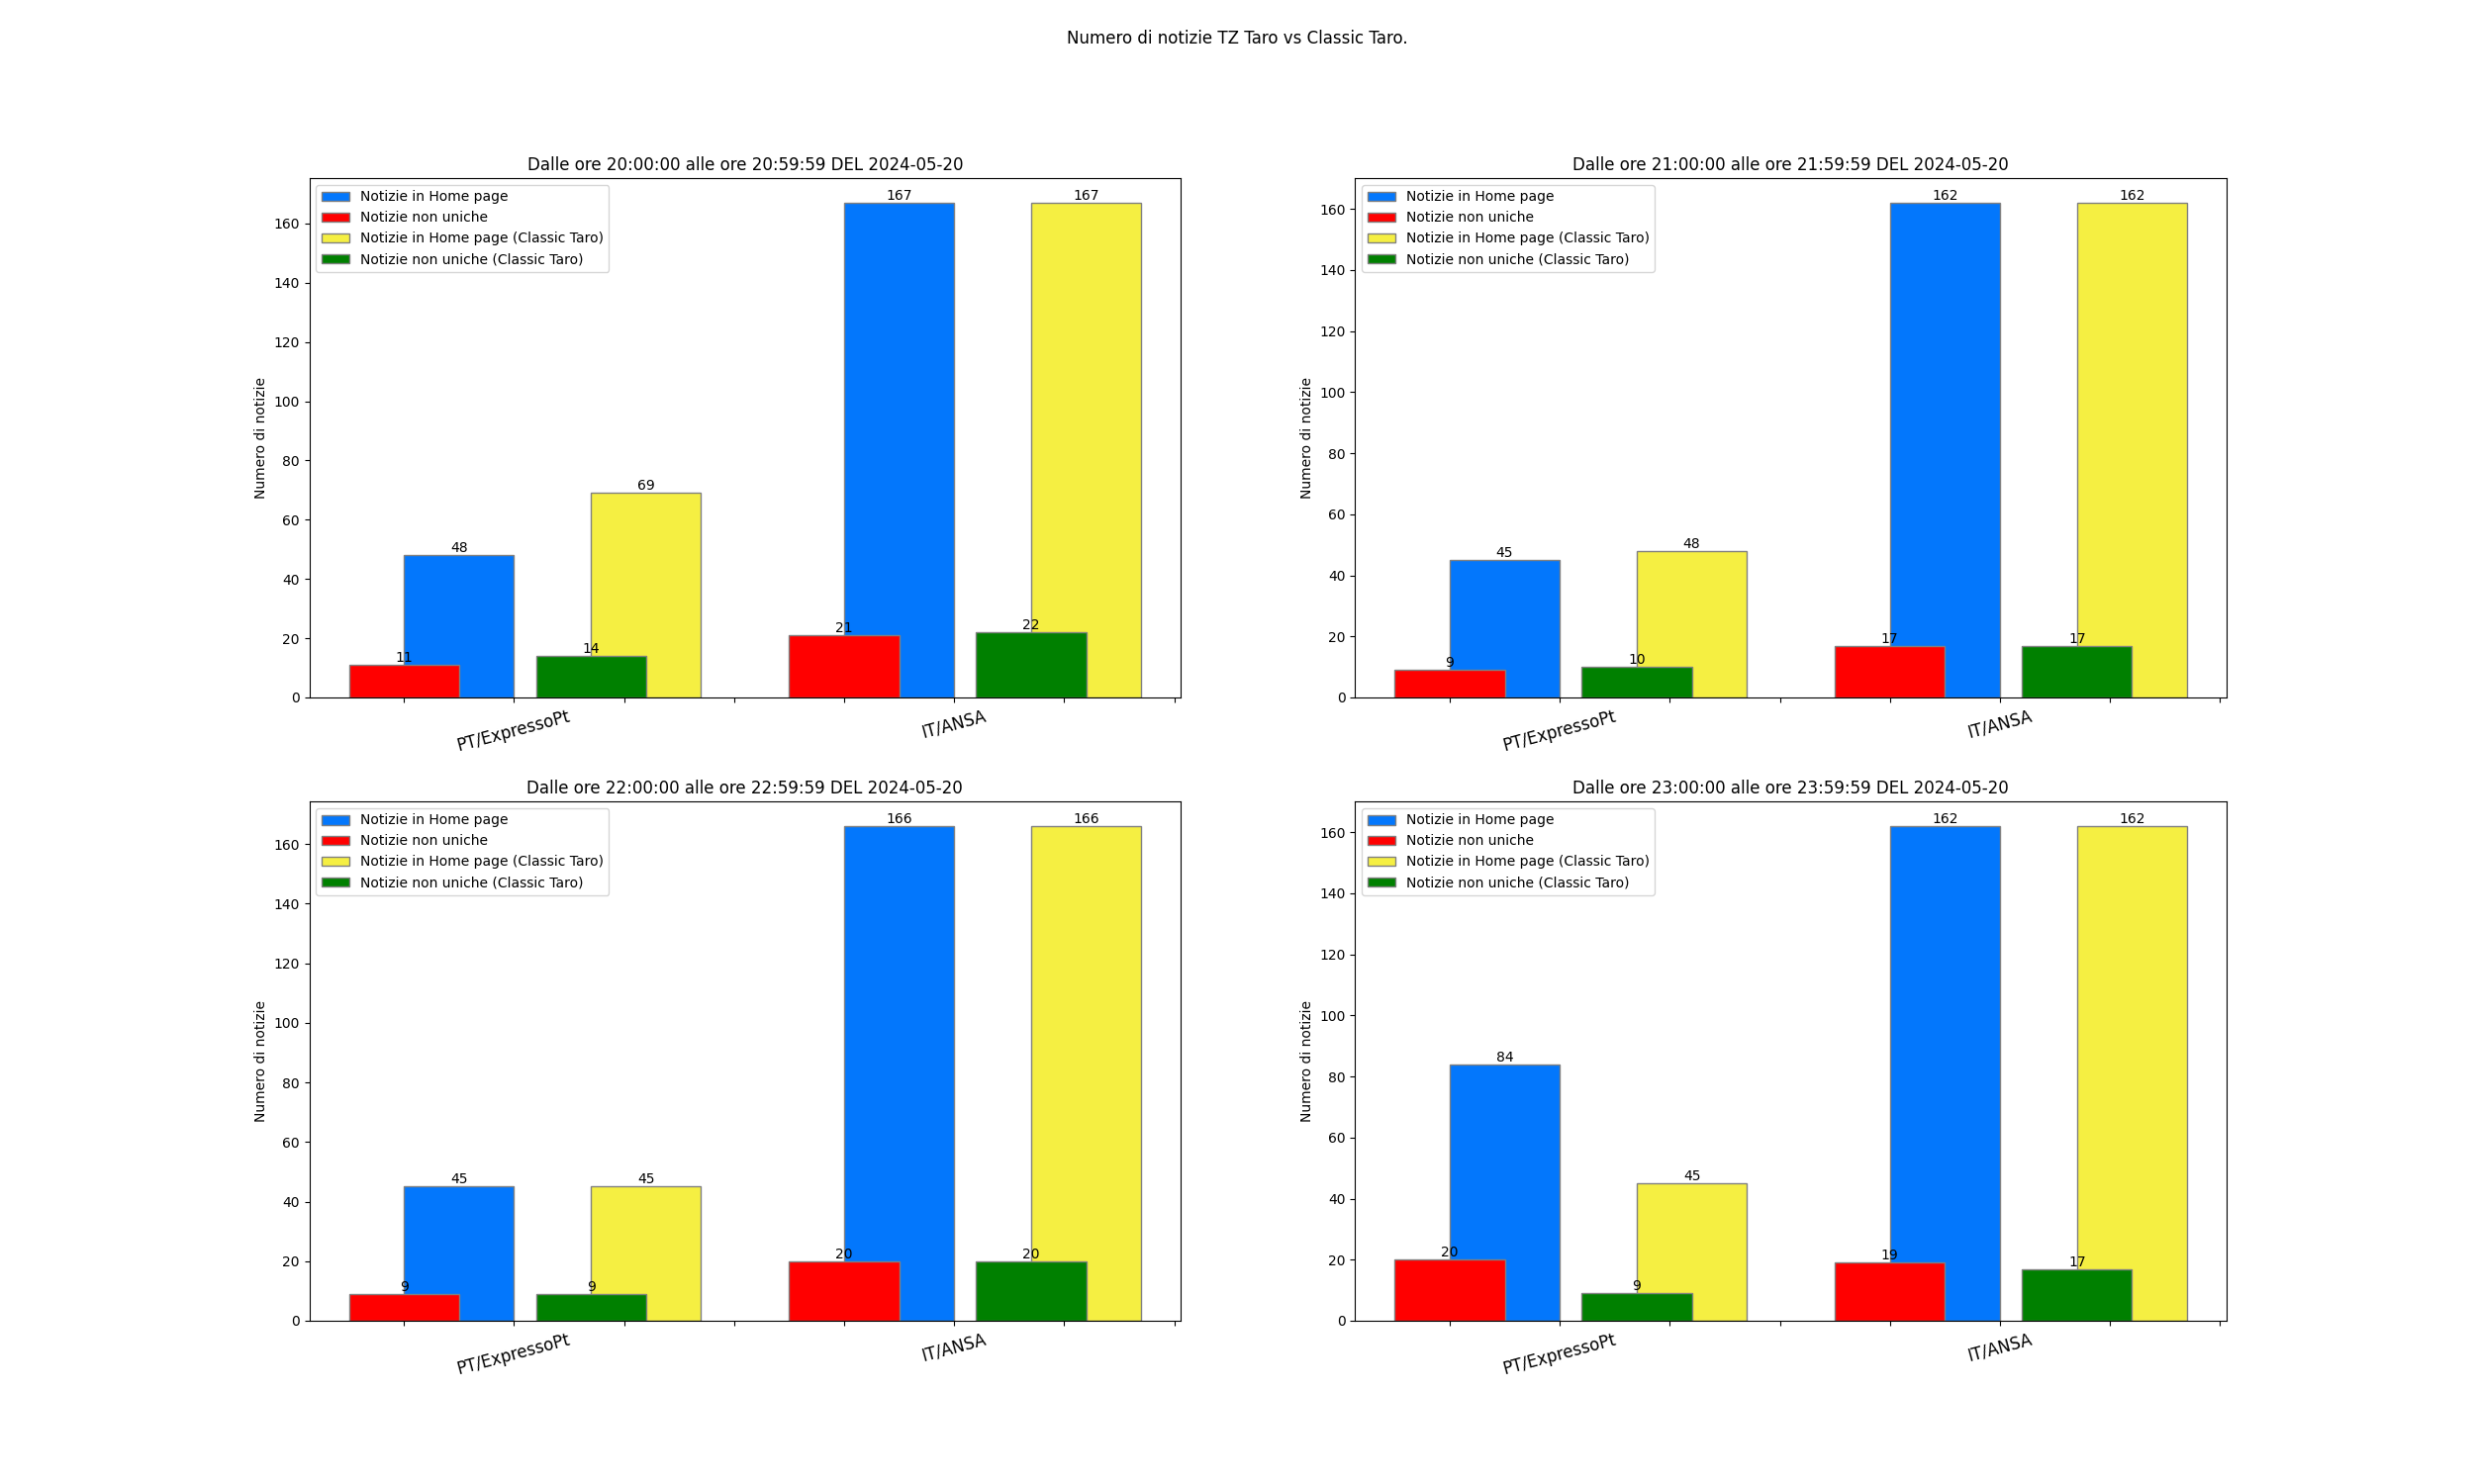 Numero di notizie TZ Taro vs Classic Taro.
Dalle ore 20:00:00 alle ore 20:59:59 DEL 2024-05-20
Notizie in Home page
Notizie non uniche
Notizie in Home page (Classic Taro)
Notizie non uniche (Classic Taro)
167
167
69
48
21
22
14
11
Numero di notizie
160
140
120
100
80
60
40
20
0
PT/ExpressoPt
IT/ANSA
Dalle ore 21:00:00 alle ore 21:59:59 DEL 2024-05-20
Notizie in Home page
Notizie non uniche
Notizie in Home page (Classic Taro)
Notizie non uniche (Classic Taro)
162
162
48
45
17
17
10
9
Numero di notizie
160
140
120
100
80
60
40
20
0
PT/ExpressoPt
IT/ANSA
Dalle ore 22:00:00 alle ore 22:59:59 DEL 2024-05-20
Notizie in Home page
Notizie non uniche
Notizie in Home page (Classic Taro)
Notizie non uniche (Classic Taro)
166
166
45
45
20
20
9
9
Numero di notizie
160
140
120
100
80
60
40
20
0
PT/ExpressoPt
IT/ANSA
Dalle ore 23:00:00 alle ore 23:59:59 DEL 2024-05-20
Notizie in Home page
Notizie non uniche
Notizie in Home page (Classic Taro)
Notizie non uniche (Classic Taro)
162
162
84
45
20
19
17
9
Numero di notizie
160
140
120
100
80
60
40
20
0
PT/ExpressoPt
IT/ANSA